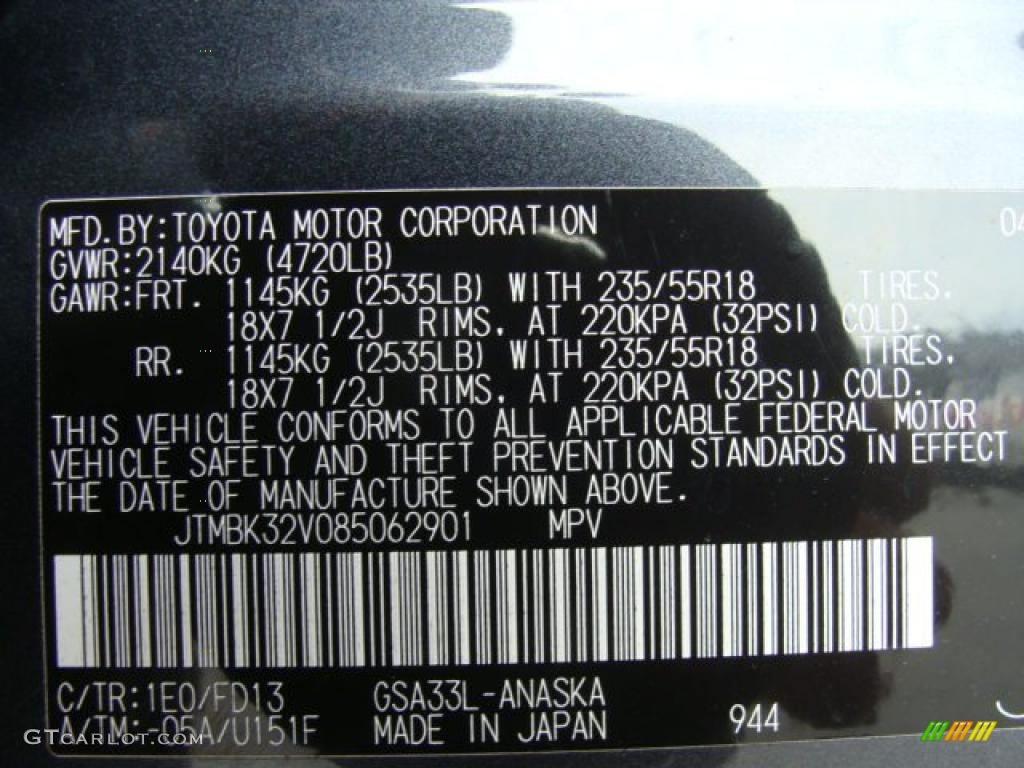 MFD.BY:TOYOTA MOTOR CORPORATION 04
GVWR:2140KG (4720LB)
GAWR:FRT. 1145KG (2535LB) WITH 235/55R18 TIRES.
18X7 1/2J RIMS, AT 220KPA (32PSI) COLD.
RR. 1145KG (2535LB) WITH 235/55R18 TIRES.
18X7 1/2J RIMS, AT 220KPA (32PSI) COLD.
THIS VEHICLE CONFORMS TO ALL APPLICABLE FEDERAL MOTOR
VEHICLE SAFETY AND THEFT PREVENTION STANDARDS IN EFFECT
THE DATE OF MANUFACTURE SHOWN ABOVE.
JTMBK32V085062901 MPV
C/TR:1E0/FD13 GSA33L-ANASKA
A/TM:-05A/U151F MADE IN JAPAN 944
GTCarLot.com